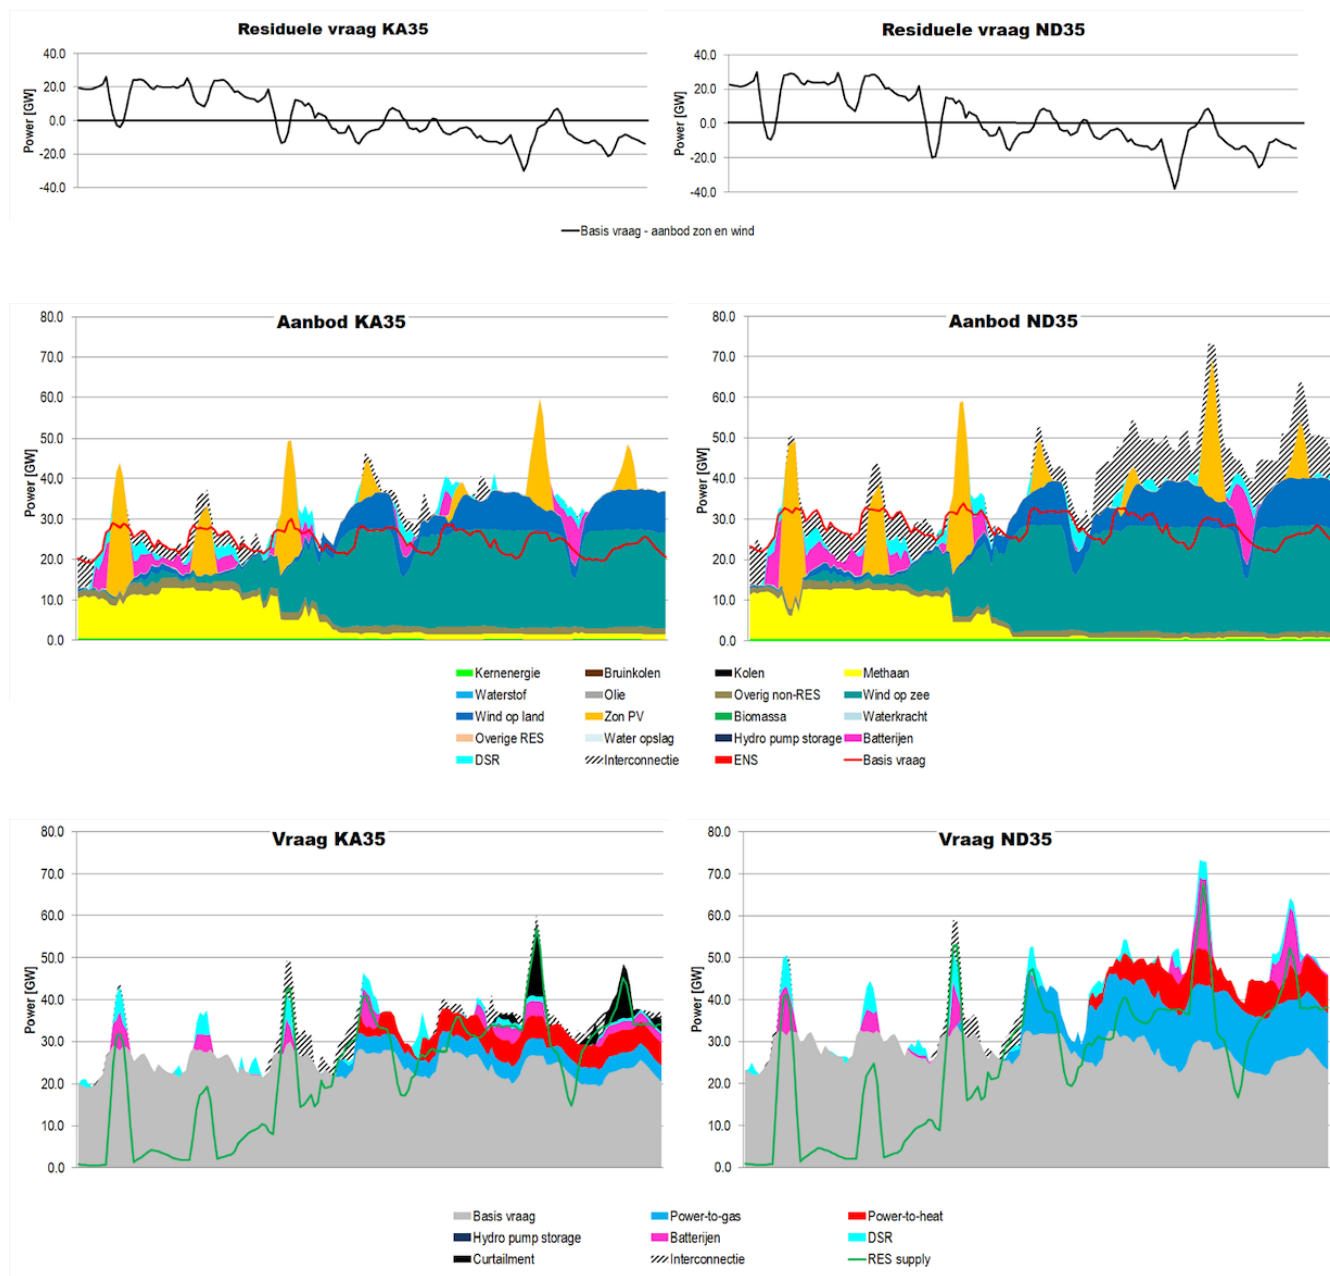 Residuele vraag KA35
Residuele vraag ND35
Power [GW]
40.0
20.0
0.0
-20.0
-40.0
Power [GW]
40.0
20.0
0.0
-20.0
-40.0
Basis vraag - aanbod zon en wind
Aanbod KA35
Aanbod ND35
Power [GW]
80.0
70.0
60.0
50.0
40.0
30.0
20.0
10.0
0.0
Power [GW]
80.0
70.0
60.0
50.0
40.0
30.0
20.0
10.0
0.0
Kernenergie Bruinkolen Kolen Methaan
Waterstof Olie Overig non-RES Wind op zee
Wind op land Zon PV Biomassa Waterkracht
Overige RES Water opslag Hydro pump storage Batterijen
DSR Interconnectie ENS Basis vraag
Vraag KA35
Vraag ND35
Power [GW]
80.0
70.0
60.0
50.0
40.0
30.0
20.0
10.0
0.0
Power [GW]
80.0
70.0
60.0
50.0
40.0
30.0
20.0
10.0
0.0
Basis vraag Power-to-gas Power-to-heat
Hydro pump storage Batterijen DSR
Curtailment Interconnectie RES supply